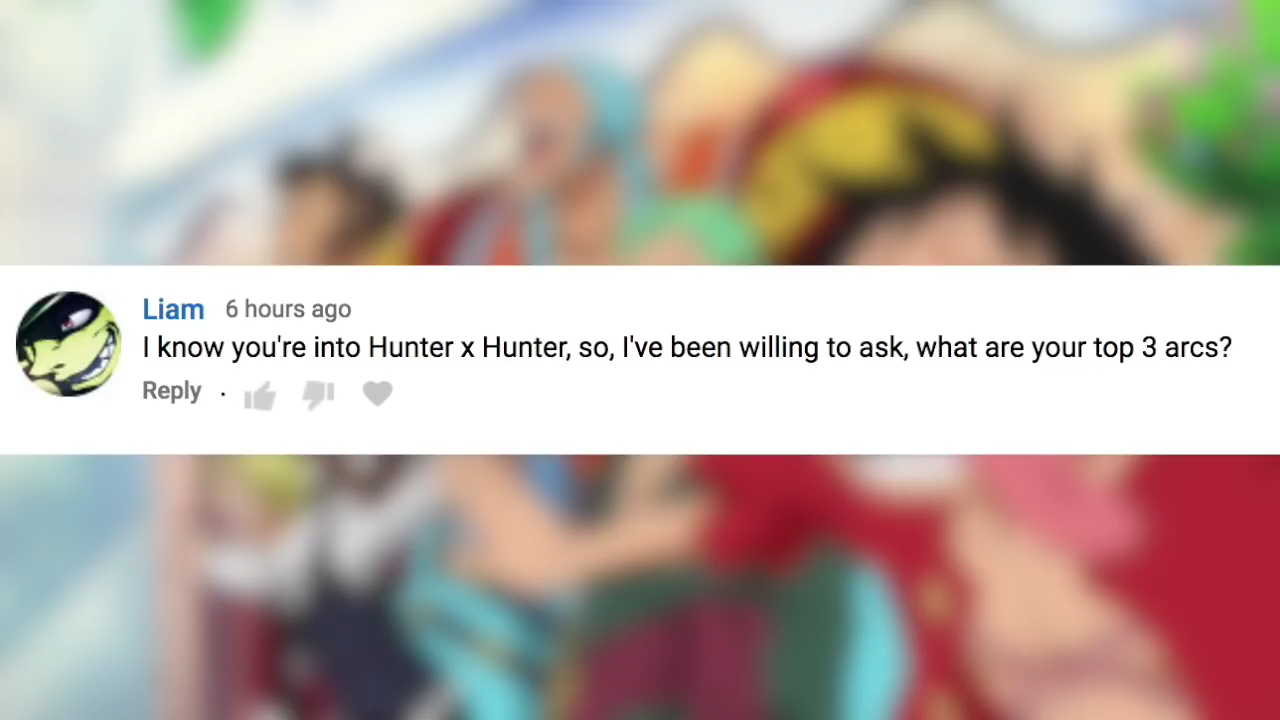 Liam 6 hours ago
I know you're into Hunter x Hunter, so, I've been willing to ask, what are your top 3 arcs?
Reply ·